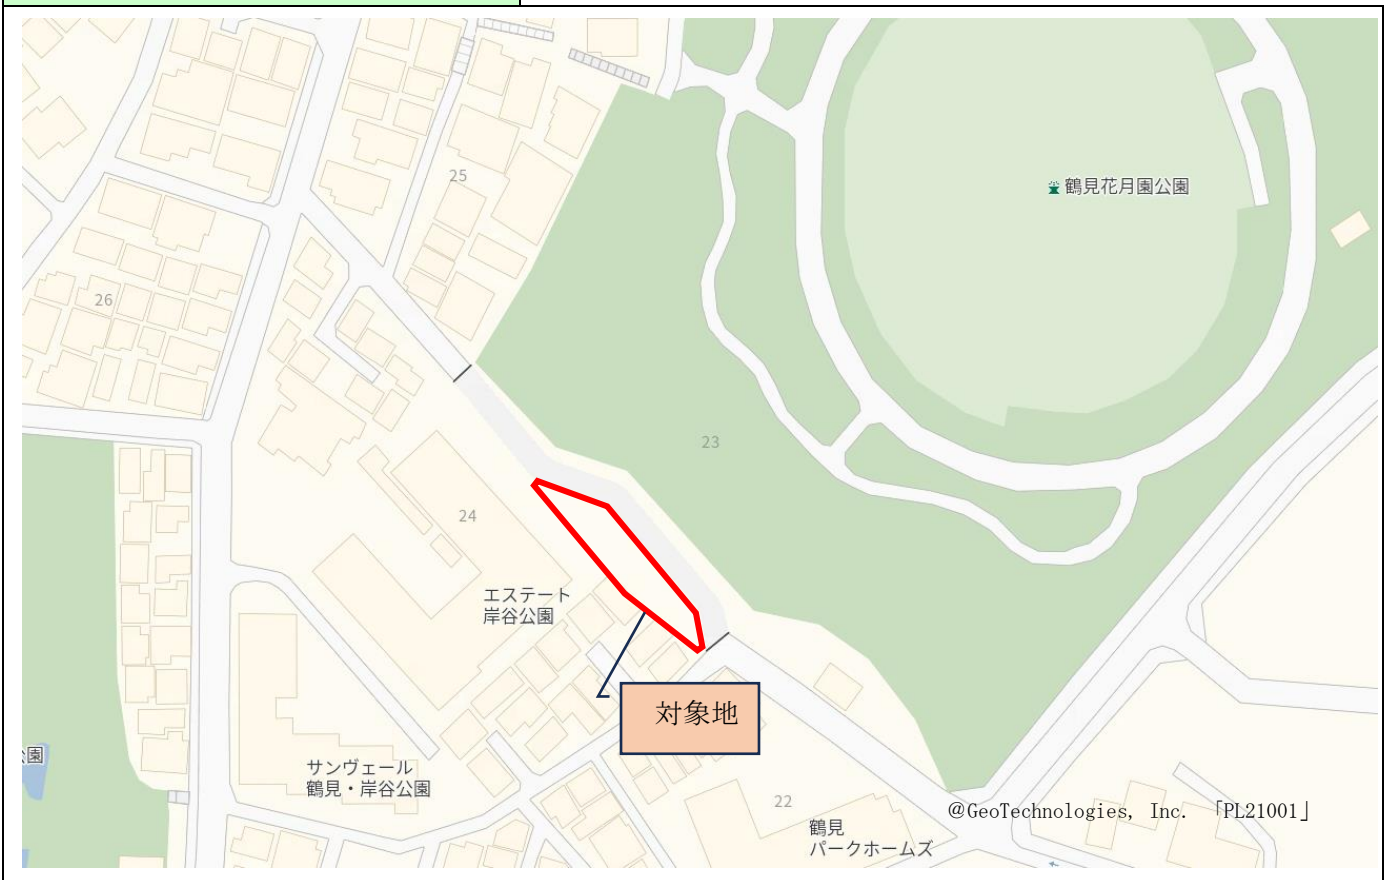 25
鶴見花月園公園
26
23
24
エステート
岸谷公園
対象地
園
サンヴェール
鶴見・岸谷公園
22
鶴見
パークホームズ
@GeoTechnologies, Inc. 「PL21001」